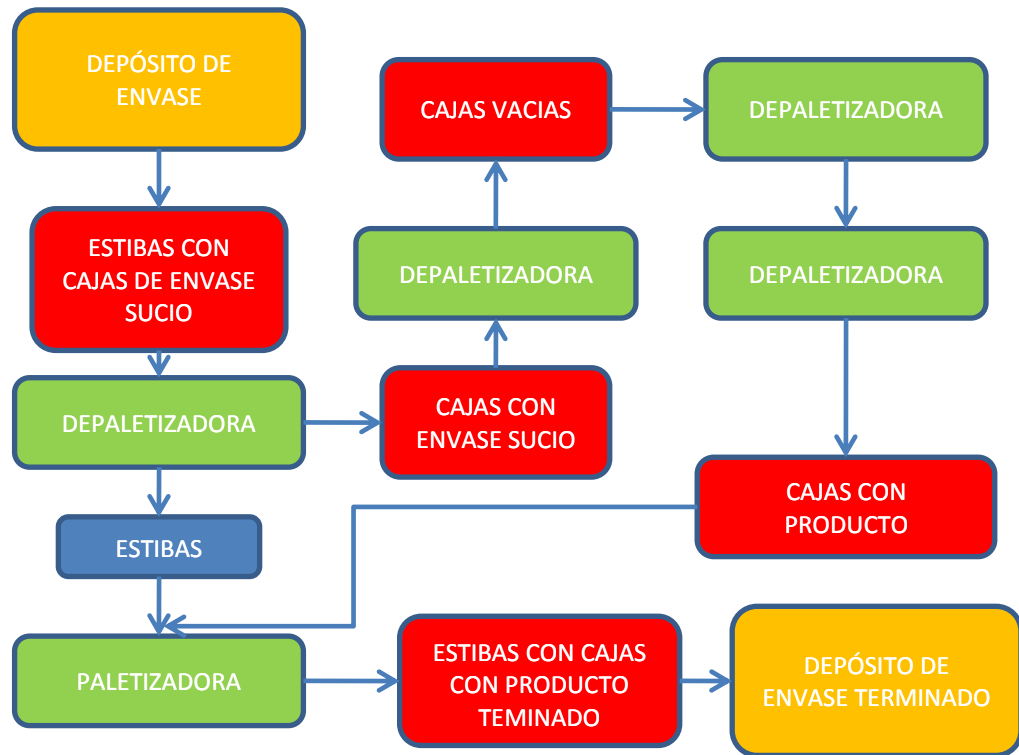 DEPÓSITO DE
ENVASE
ESTIBAS CON
CAJAS DE ENVASE
SUCIO
DEPALETIZADORA
ESTIBAS
PALETIZADORA
CAJAS CON
ENVASE SUCIO
DEPALETIZADORA
CAJAS VACIAS
DEPALETIZADORA
DEPALETIZADORA
CAJAS CON
PRODUCTO
ESTIBAS CON CAJAS
CON PRODUCTO
TEMINADO
DEPÓSITO DE
ENVASE TERMINADO